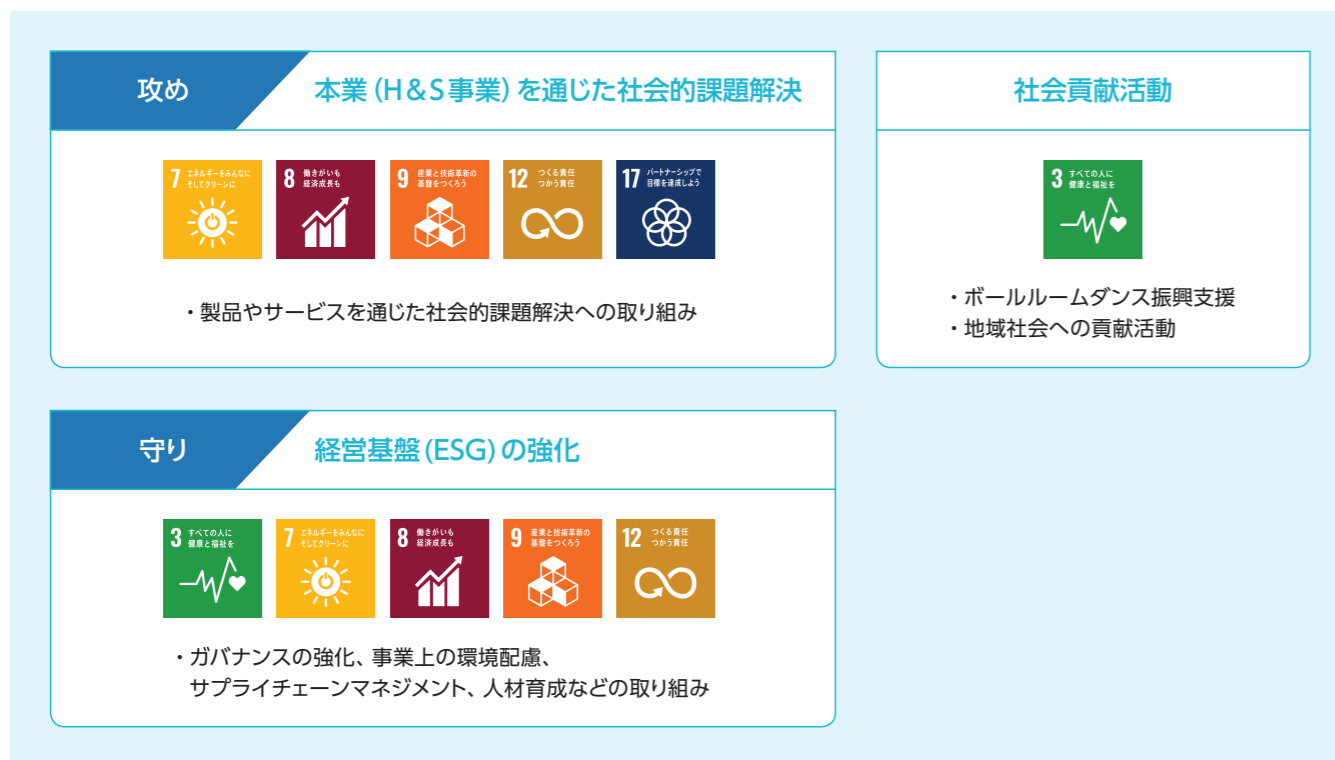 攻め
本業(H&S事業)を通じた社会的課題解決
7 エネルギーをみんなに
そしてクリーンに
8 働きがいも
経済成長も
9 産業と技術革新の
基盤をつくろう
12 つくる責任
つかう責任
17 パートナーシップで
目標を達成しよう
・製品やサービスを通じた社会的課題解決への取り組み
社会貢献活動
3 すべての人に
健康と福祉を
・ボールルームダンス振興支援
・地域社会への貢献活動
守り
経営基盤(ESG)の強化
3 すべての人に
健康と福祉を
7 エネルギーをみんなに
そしてクリーンに
8 働きがいも
経済成長も
9 産業と技術革新の
基盤をつくろう
12 つくる責任
つかう責任
・ガバナンスの強化、事業上の環境配慮、
サプライチェーンマネジメント、人材育成などの取り組み